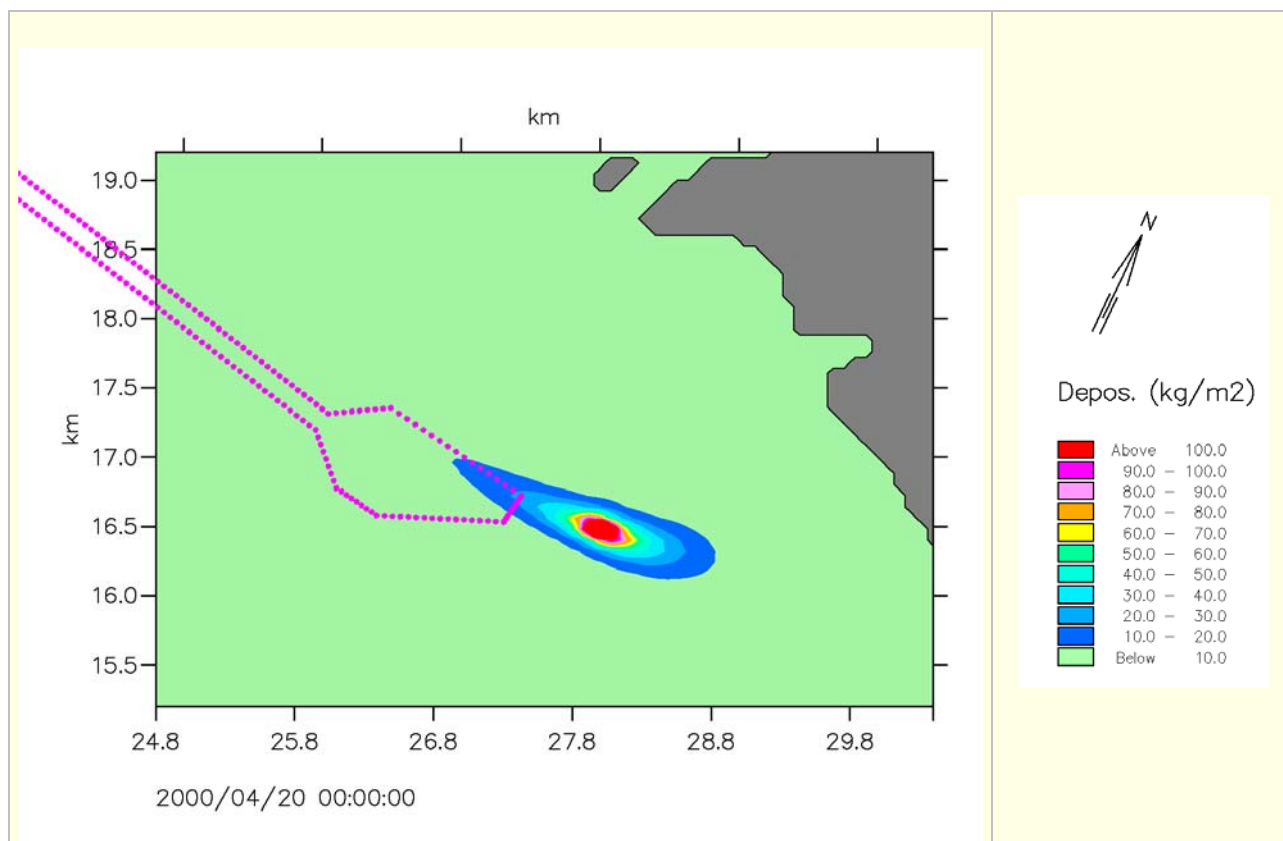 km
19.0
18.5
18.0
17.5
km
17.0
16.5
16.0
15.5
24.8 25.8 26.8 27.8 28.8 29.8
2000/04/20 00:00:00
N
Depos. (kg/m2)
Above 100.0
90.0 – 100.0
80.0 – 90.0
70.0 – 80.0
60.0 – 70.0
50.0 – 60.0
40.0 – 50.0
30.0 – 40.0
20.0 – 30.0
10.0 – 20.0
Below 10.0